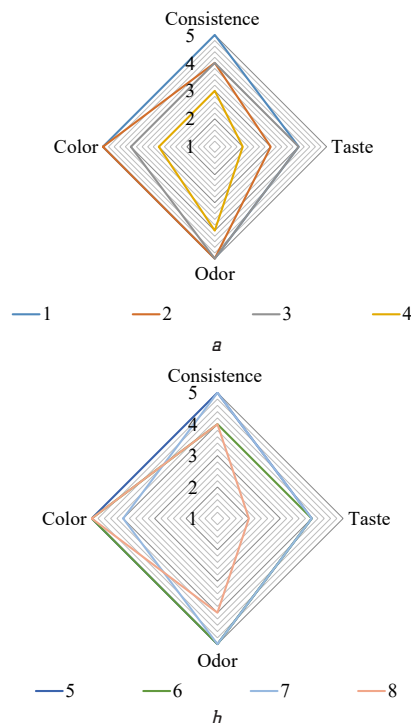 Consistence
5
4
3
2
Color 1 Taste
Odor
1 2 3 4
a
Consistence
5
4
3
2
Color 1 Taste
Odor
5 6 7 8
b